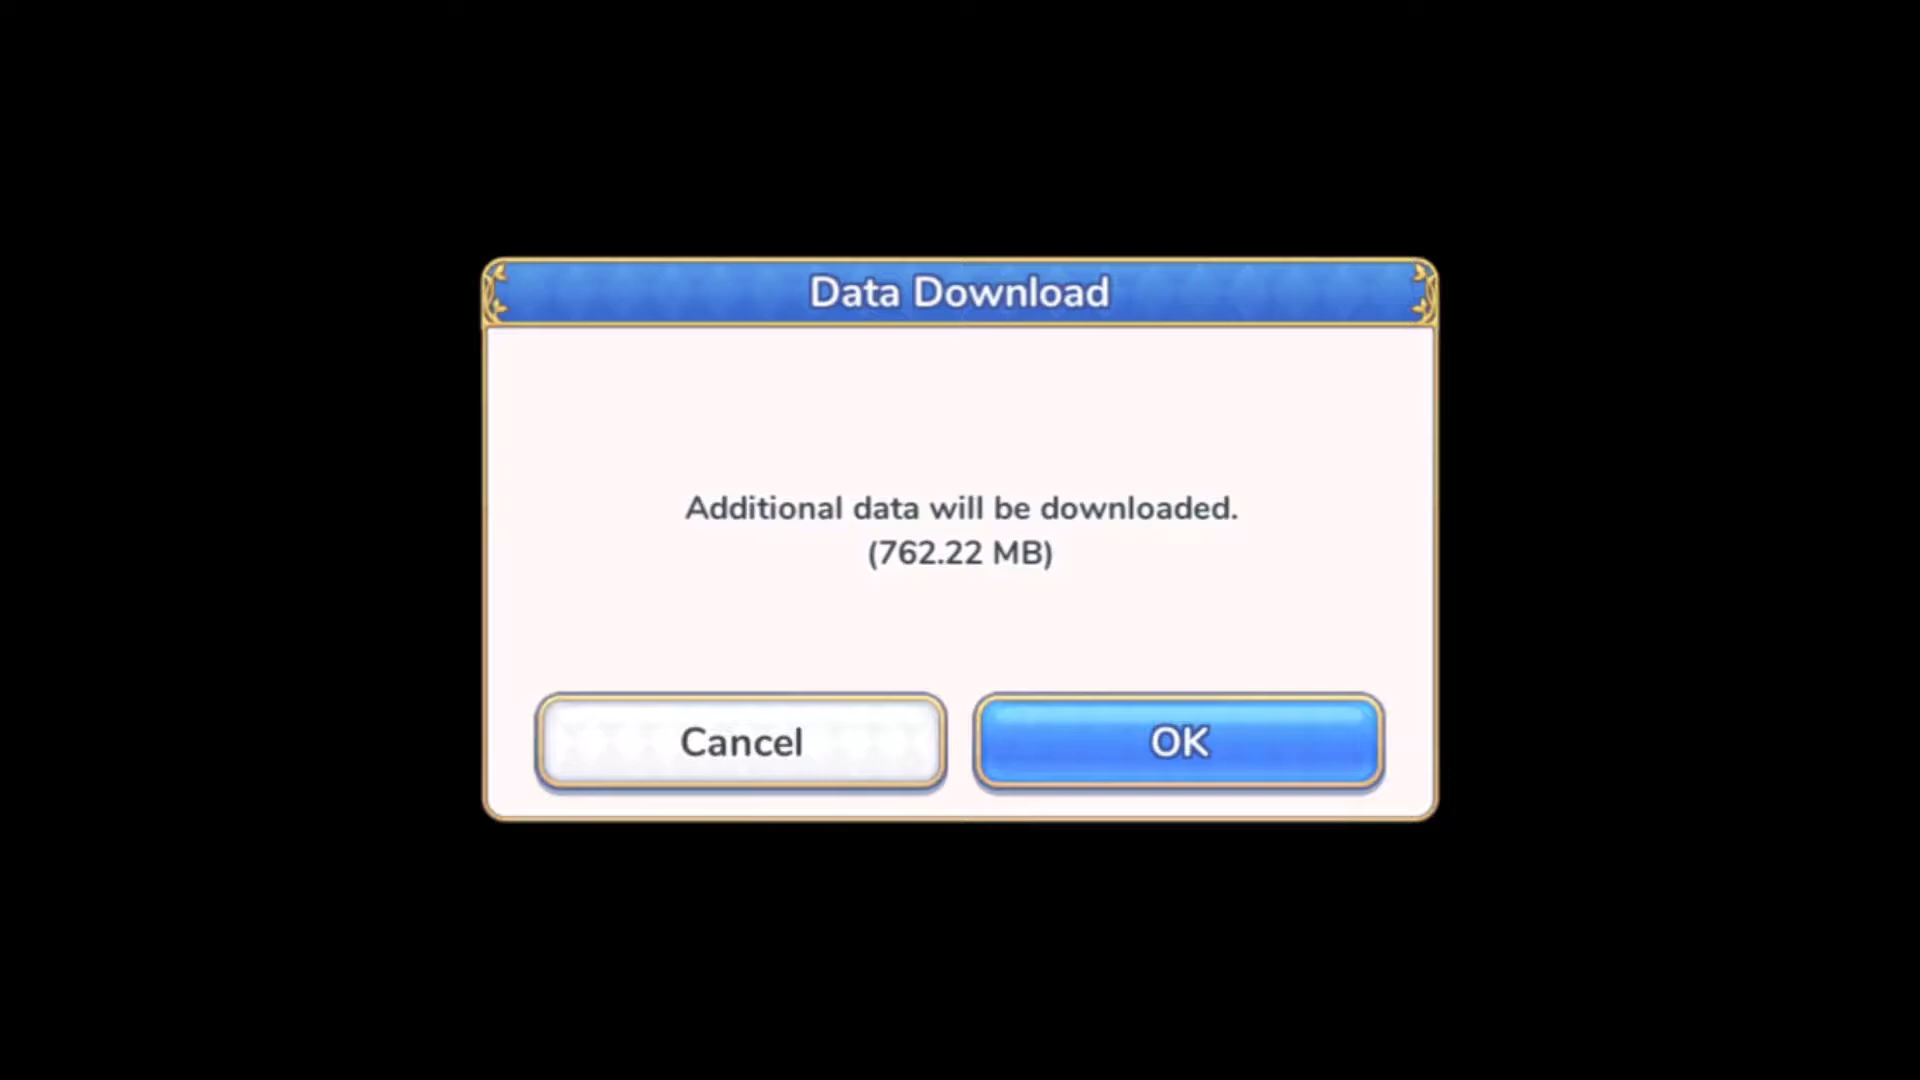 Data Download
Additional data will be downloaded.
(762.22 MB)
Cancel
OK